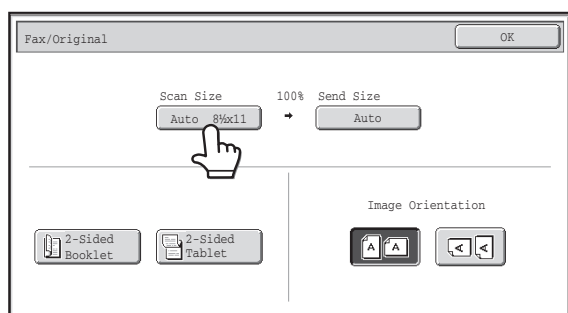 Fax/Original
OK
Scan Size 100% Send Size
Auto 8½x11 → Auto
Image Orientation
2-Sided Booklet
2-Sided Tablet
A A A A